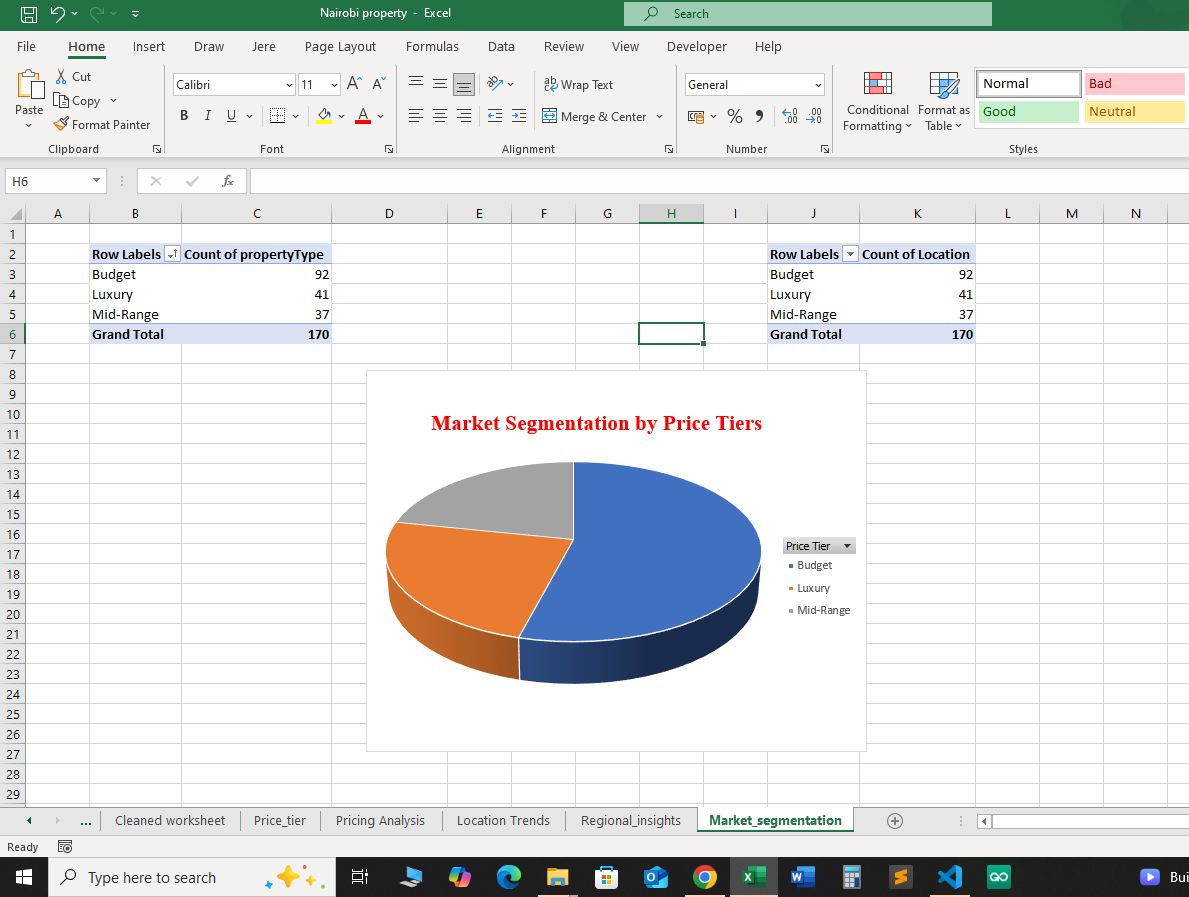 Nairobi property - Excel
Search
File Home Insert Draw Jere Page Layout Formulas Data Review View Developer Help
Paste
Cut
Copy
Format Painter
Clipboard
Calibri 11 A A
B I U A
Font
ab Wrap Text
Merge & Center
Alignment
General
% 9 .00 .00
Number
Conditional Formatting
Format as Table
Normal Bad
Good Neutral
Styles
H6 fx
A B C D E F G H I J K L M N
1
2 Row Labels Count of propertyType Row Labels Count of Location
3 Budget 92 Budget 92
4 Luxury 41 Luxury 41
5 Mid-Range 37 Mid-Range 37
6 Grand Total 170 Grand Total 170
7
8
9
10
11
12
13
14
15
16
17
18
19
20
21
22
23
24
25
26
27
28
29
Market Segmentation by Price Tiers
Price Tier
Budget
Luxury
Mid-Range
... Cleaned worksheet Price_tier Pricing Analysis Location Trends Regional_insights Market_segmentation
Ready
Type here to search
Bui